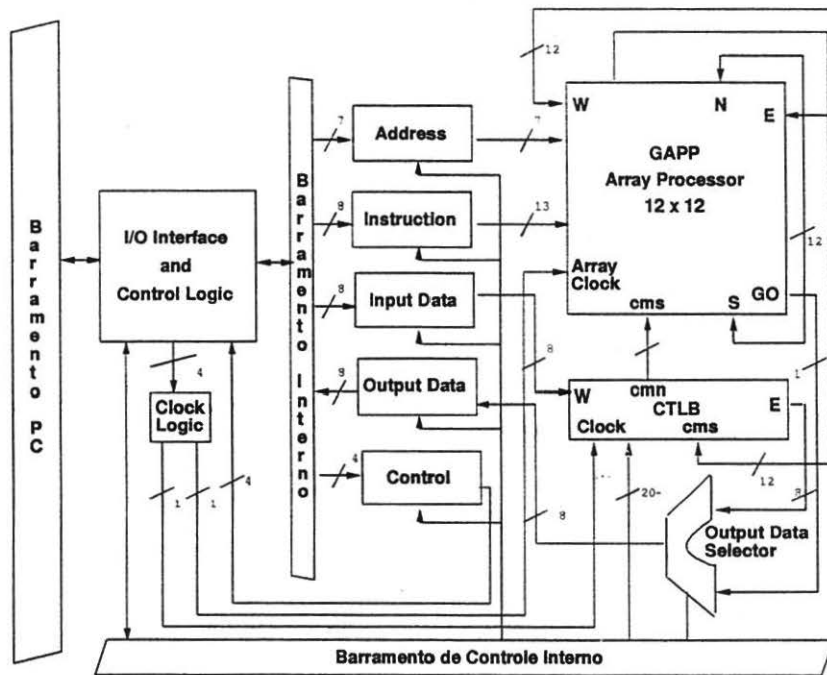 12
W
N
E
GAPP
Array Processor
12 x 12
Array
Clock
cms
S
GO
12
7
Address
7
8
Instruction
13
8
Input Data
8
9
Output Data
4
Control
Barramento PC
I/O Interface
and
Control Logic
Barramento Interno
4
Clock
Logic
1
1
4
W
cmn
CTLB
E
Clock
cms
1
20
12
8
8
Output Data
Selector
Barramento de Controle Interno